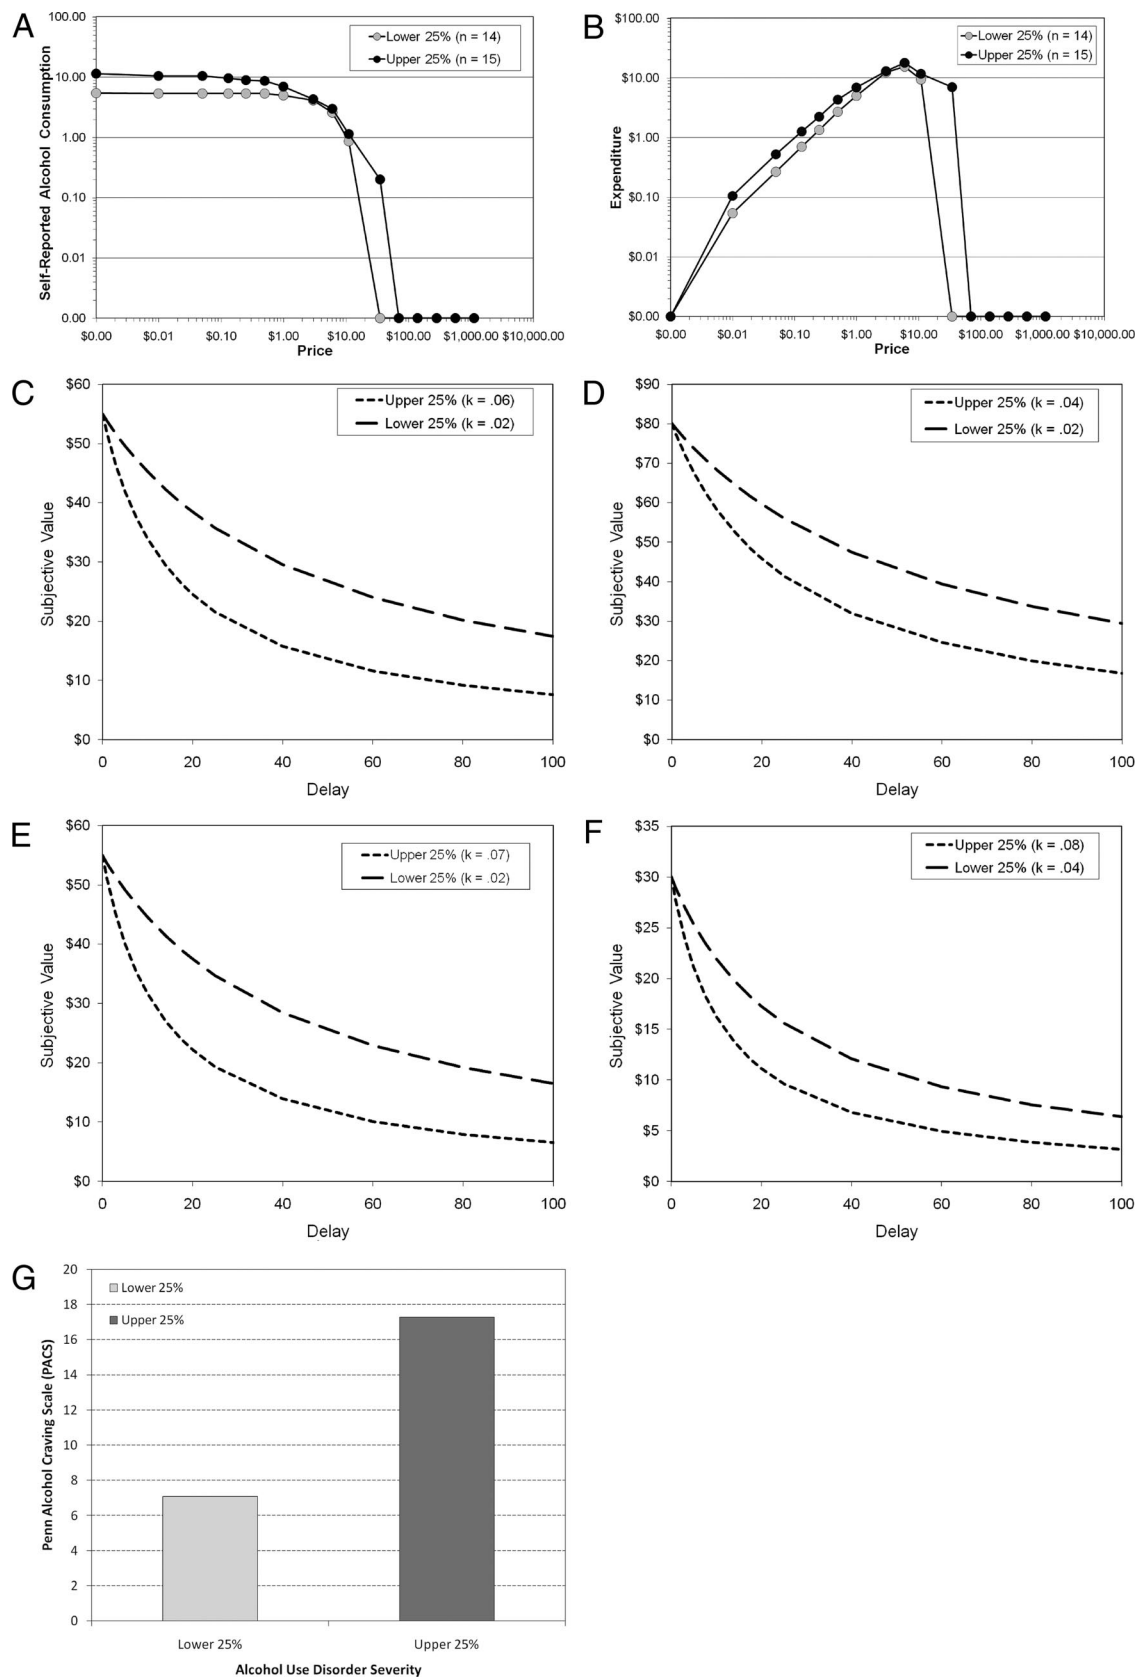 A
Self-Reported Alcohol Consumption
100.00
10.00
1.00
0.10
0.01
0.00
Lower 25% (n = 14)
Upper 25% (n = 15)
$0.00 $0.01 $0.10 $1.00 $10.00 $100.00 $1,000.00 $10,000.00
Price
B
Expenditure
$100.00
$10.00
$1.00
$0.10
$0.01
$0.00
Lower 25% (n = 14)
Upper 25% (n = 15)
$0.00 $0.01 $0.10 $1.00 $10.00 $100.00 $1,000.00 $10,000.00
Price
C
Subjective Value
$60
$50
$40
$30
$20
$10
$0
Upper 25% (k = .06)
Lower 25% (k = .02)
0 20 40 60 80 100
Delay
D
Subjective Value
$90
$80
$70
$60
$50
$40
$30
$20
$10
$0
Upper 25% (k = .04)
Lower 25% (k = .02)
0 20 40 60 80 100
Delay
E
Subjective Value
$60
$50
$40
$30
$20
$10
$0
Upper 25% (k = .07)
Lower 25% (k = .02)
0 20 40 60 80 100
Delay
F
Subjective Value
$35
$30
$25
$20
$15
$10
$5
$0
Upper 25% (k = .08)
Lower 25% (k = .04)
0 20 40 60 80 100
Delay
G
Penn Alcohol Craving Scale (PACS)
20
18
16
14
12
10
8
6
4
2
0
Lower 25%
Upper 25%
Lower 25% Upper 25%
Alcohol Use Disorder Severity